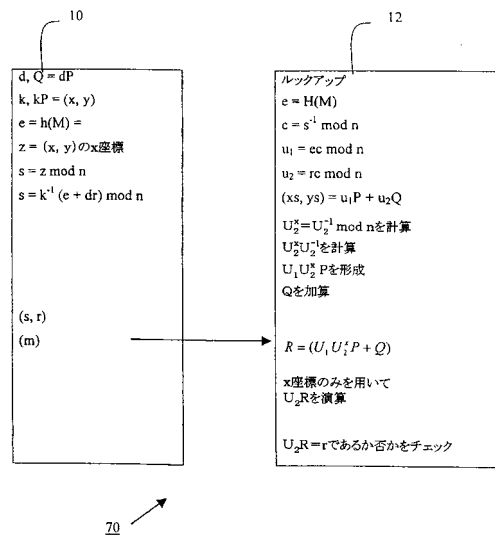 10
12
d, Q = dP
k, kP = (x, y)
e = h(M) =
z = (x, y)のx座標
s = z mod n
s = k⁻¹ (e + dr) mod n
(s, r)
(m)
ルックアップ
e = H(M)
c = s⁻¹ mod n
u₁ = ec mod n
u₂ = rc mod n
(xs, ys) = u₁P + u₂Q
U₂ˣ=U₂⁻¹ mod nを計算
U₂ˣU₂⁻¹を計算
U₁U₂ˣ Pを形成
Qを加算
R = (U₁ U₂ˣ P + Q)
x座標のみを用いて
U₂Rを演算
U₂R=rであるか否かをチェック
70